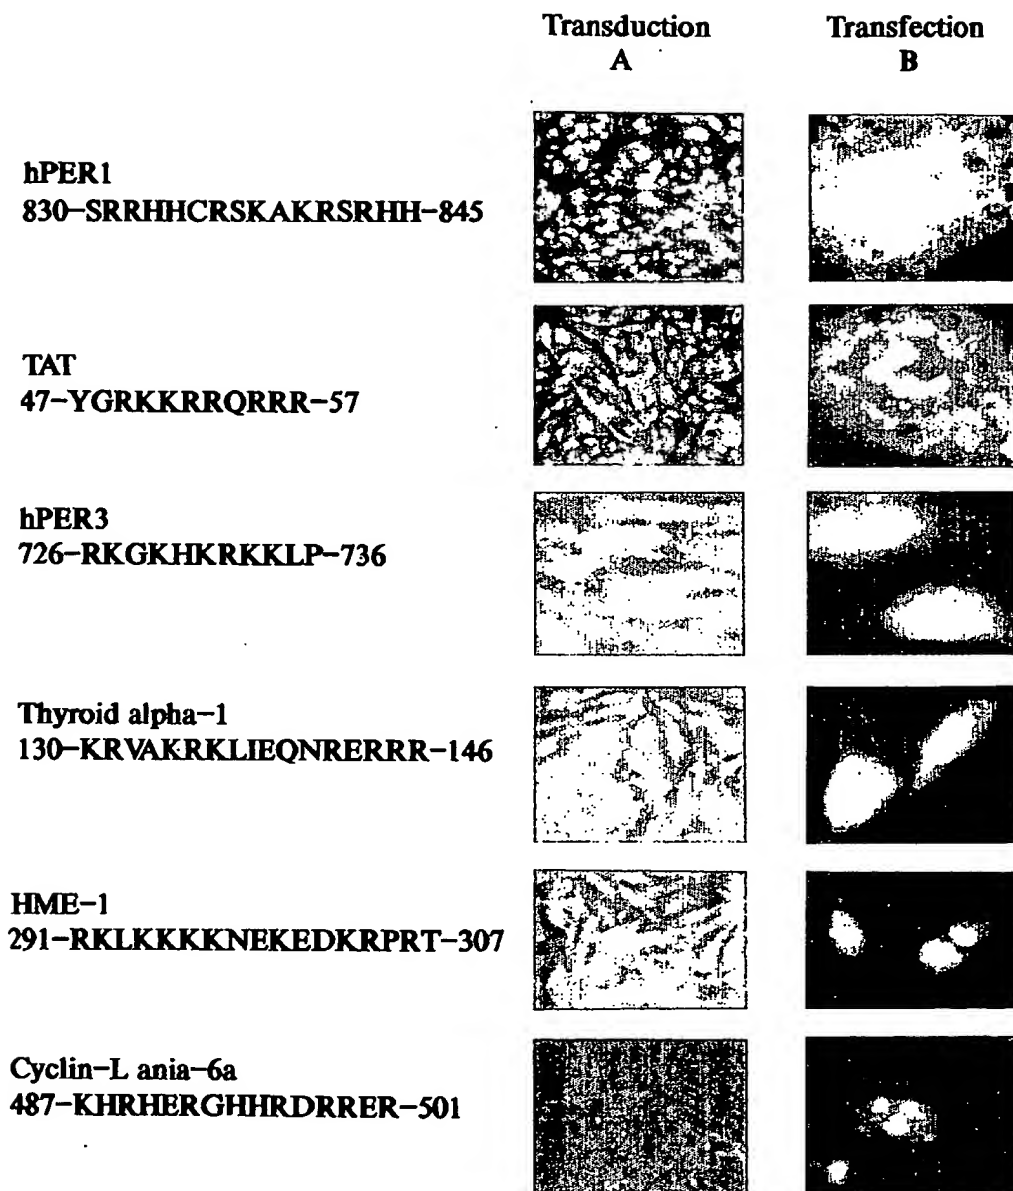 Transduction
A
Transfection
B
hPER1
830-SRRHHCRSKAKRSRHH-845
TAT
47-YGRKKRRQRRR-57
hPER3
726-RKGKHKRKKLP-736
Thyroid alpha-1
130-KRVAKRKLIEQNRERRR-146
HME-1
291-RKLKKKKNEKEDKRPRT-307
Cyclin-L ania-6a
487-KHRHERGHHRDRRER-501